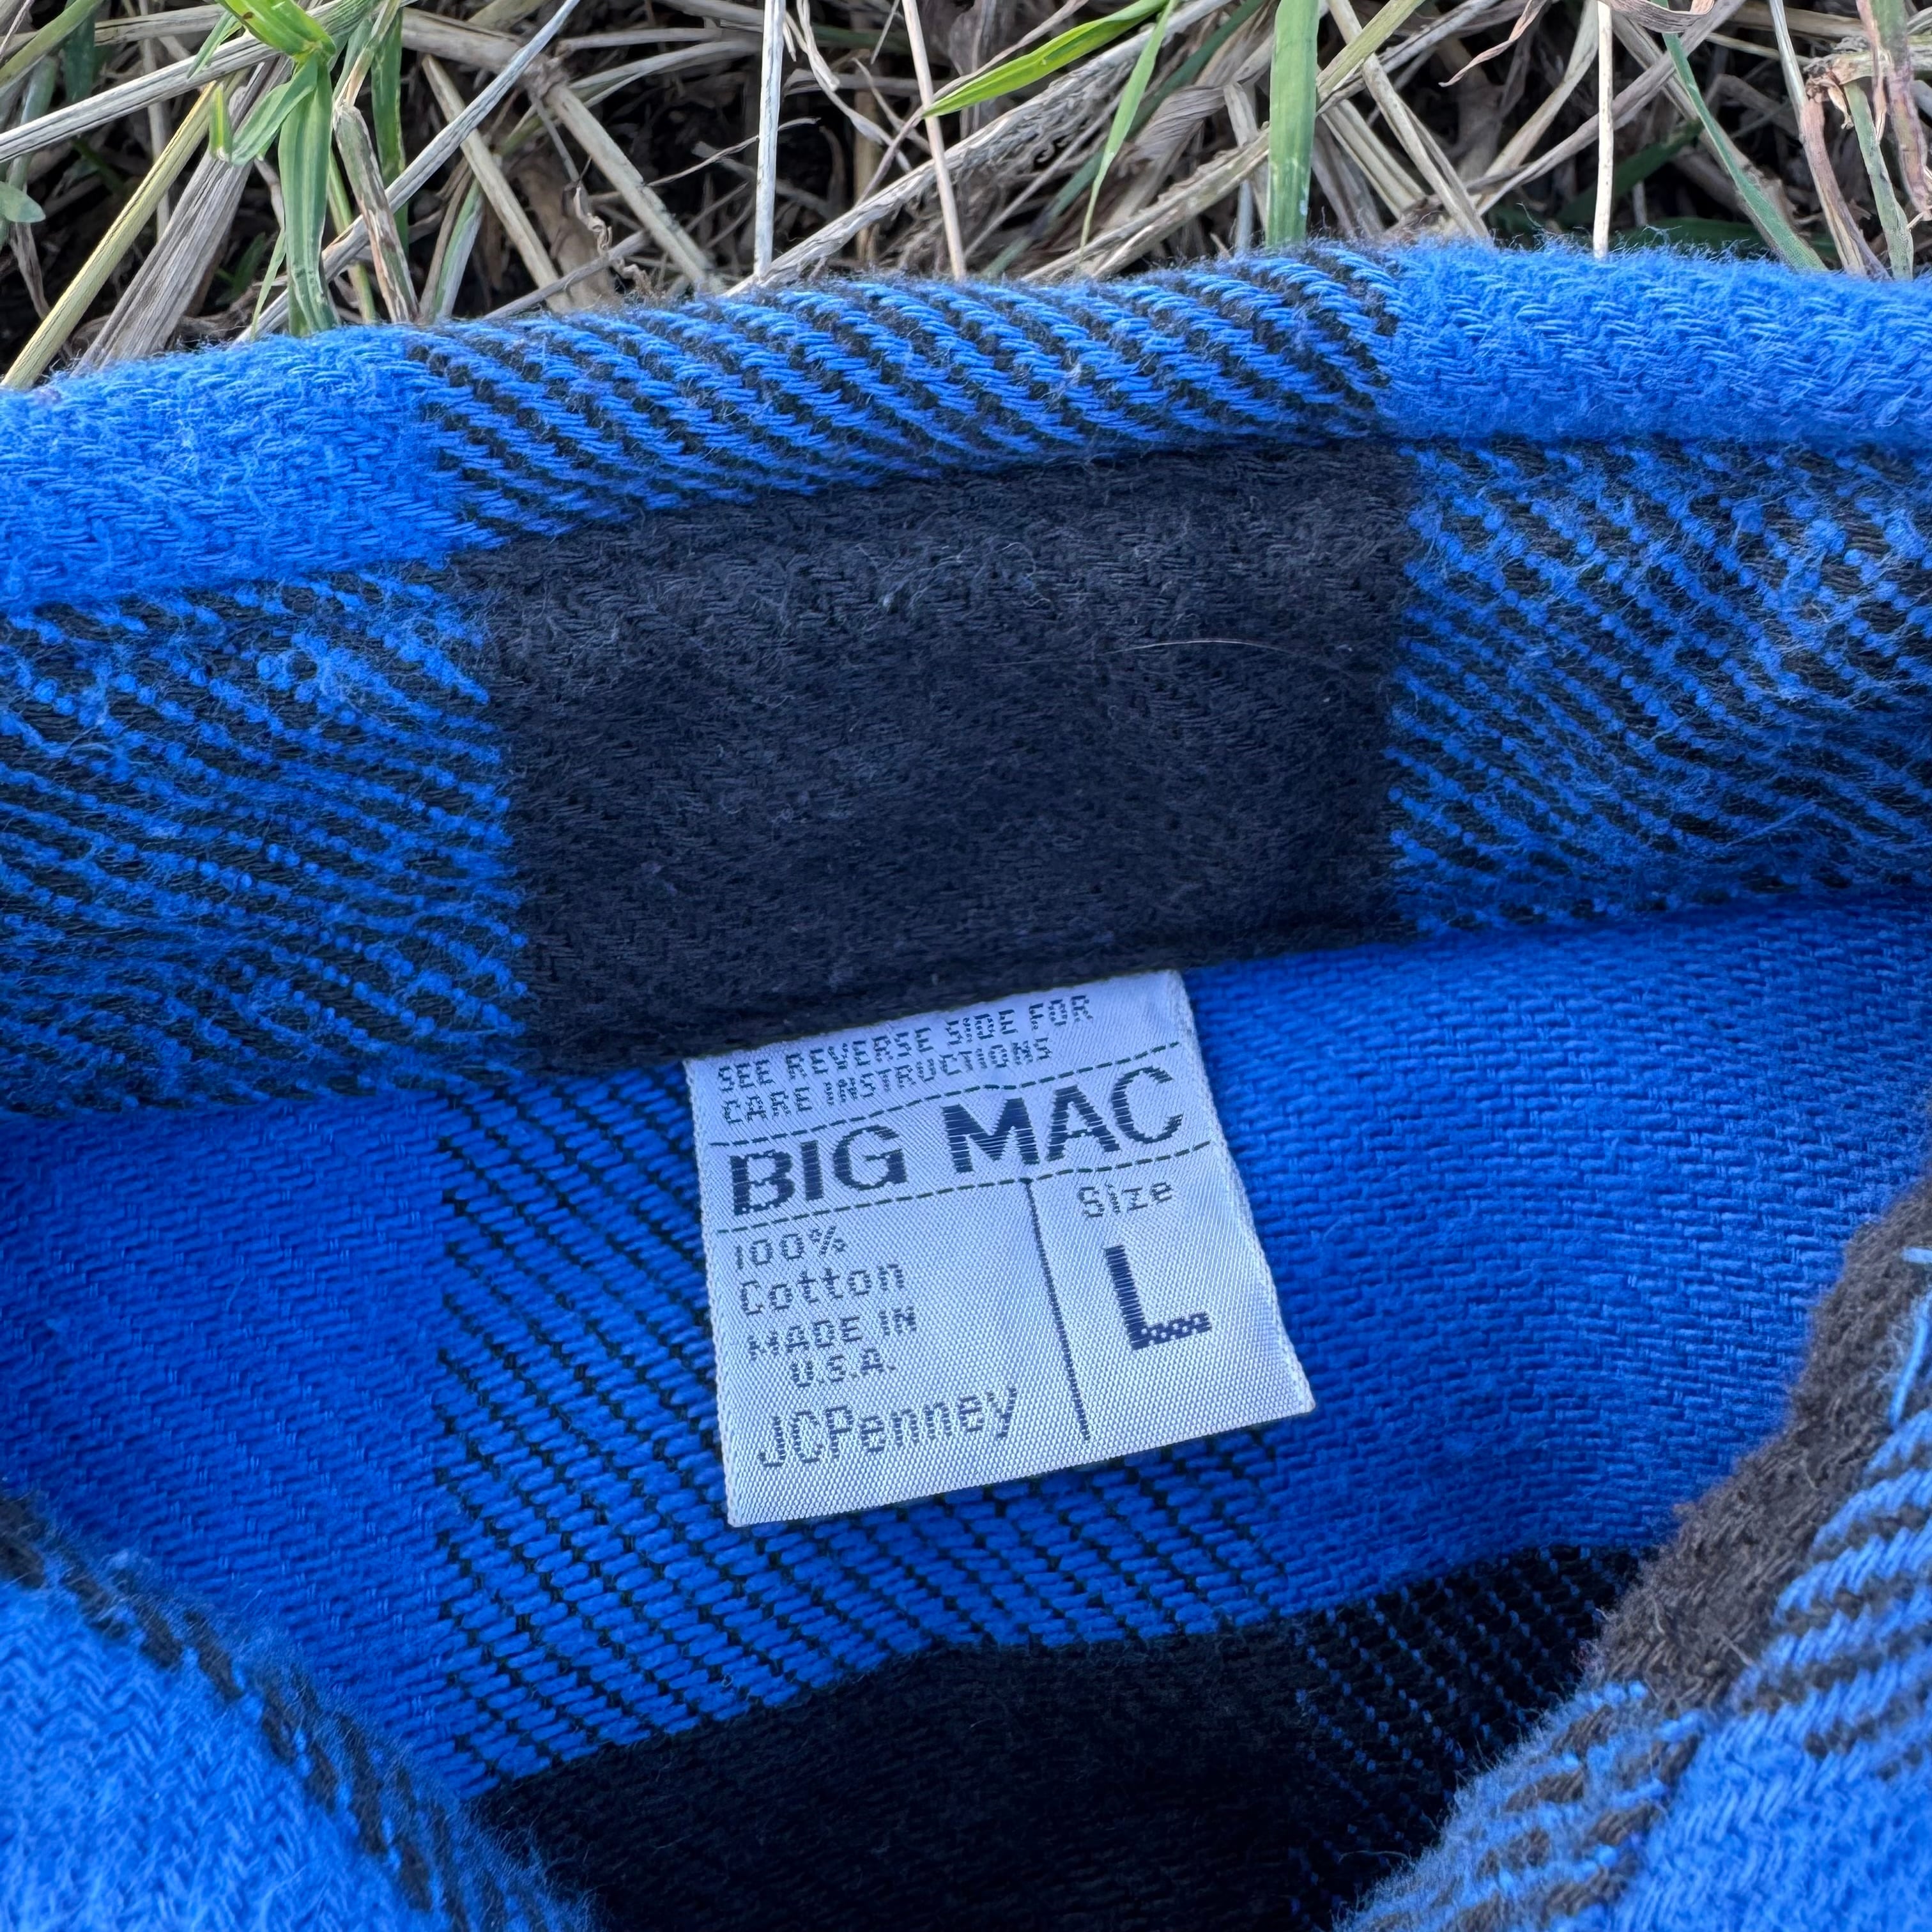 SEE REVERSE SIDE FOR
CARE INSTRUCTIONS
BIG MAC
100%
Cotton
MADE IN
U.S.A.
JCPenney
Size
L